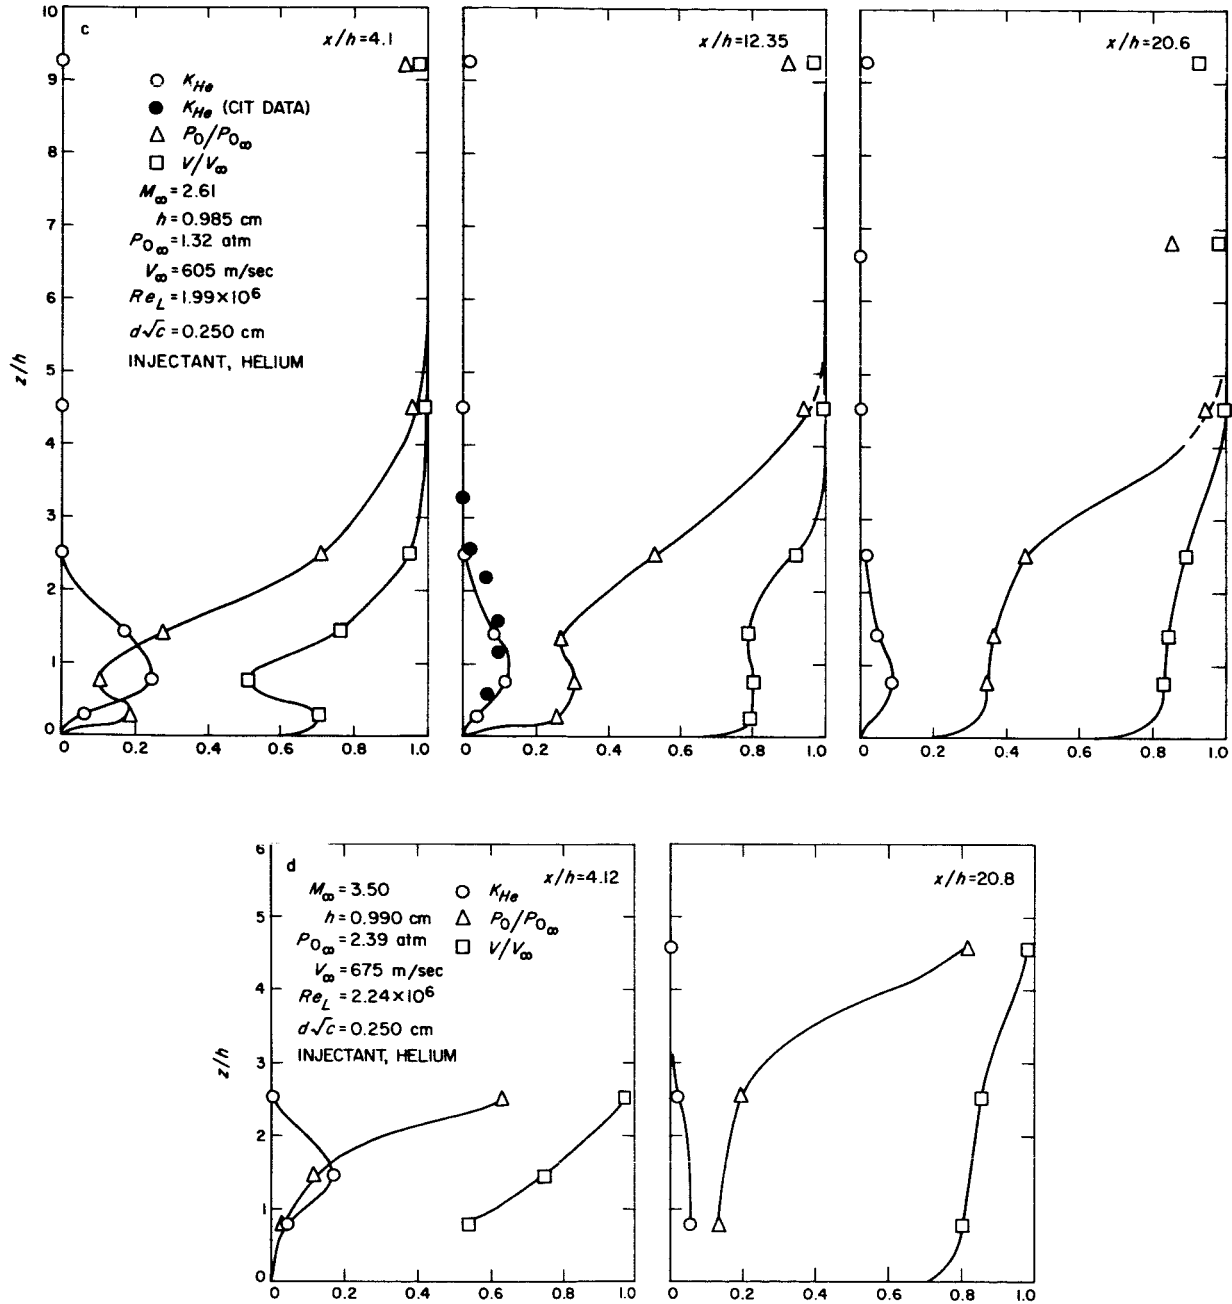 c
x/h=4.1
x/h=12.35
x/h=20.6
10
9
8
7
6
5
4
3
2
1
0
z/h
K_He
K_He (CIT DATA)
P_0/P_0∞
V/V_∞
M_∞=2.61
h=0.985 cm
P_0∞=1.32 atm
V_∞=605 m/sec
Re_L=1.99×10^6
d√c=0.250 cm
INJECTANT, HELIUM
0 0.2 0.4 0.6 0.8 1.0
0 0.2 0.4 0.6 0.8 1.0
0 0.2 0.4 0.6 0.8 1.0
d
x/h=4.12
x/h=20.8
6
5
4
3
2
1
0
z/h
M_∞=3.50
h=0.990 cm
P_0∞=2.39 atm
V_∞=675 m/sec
Re_L=2.24×10^6
d√c=0.250 cm
INJECTANT, HELIUM
K_He
P_0/P_0∞
V/V_∞
0 0.2 0.4 0.6 0.8 1.0
0 0.2 0.4 0.6 0.8 1.0